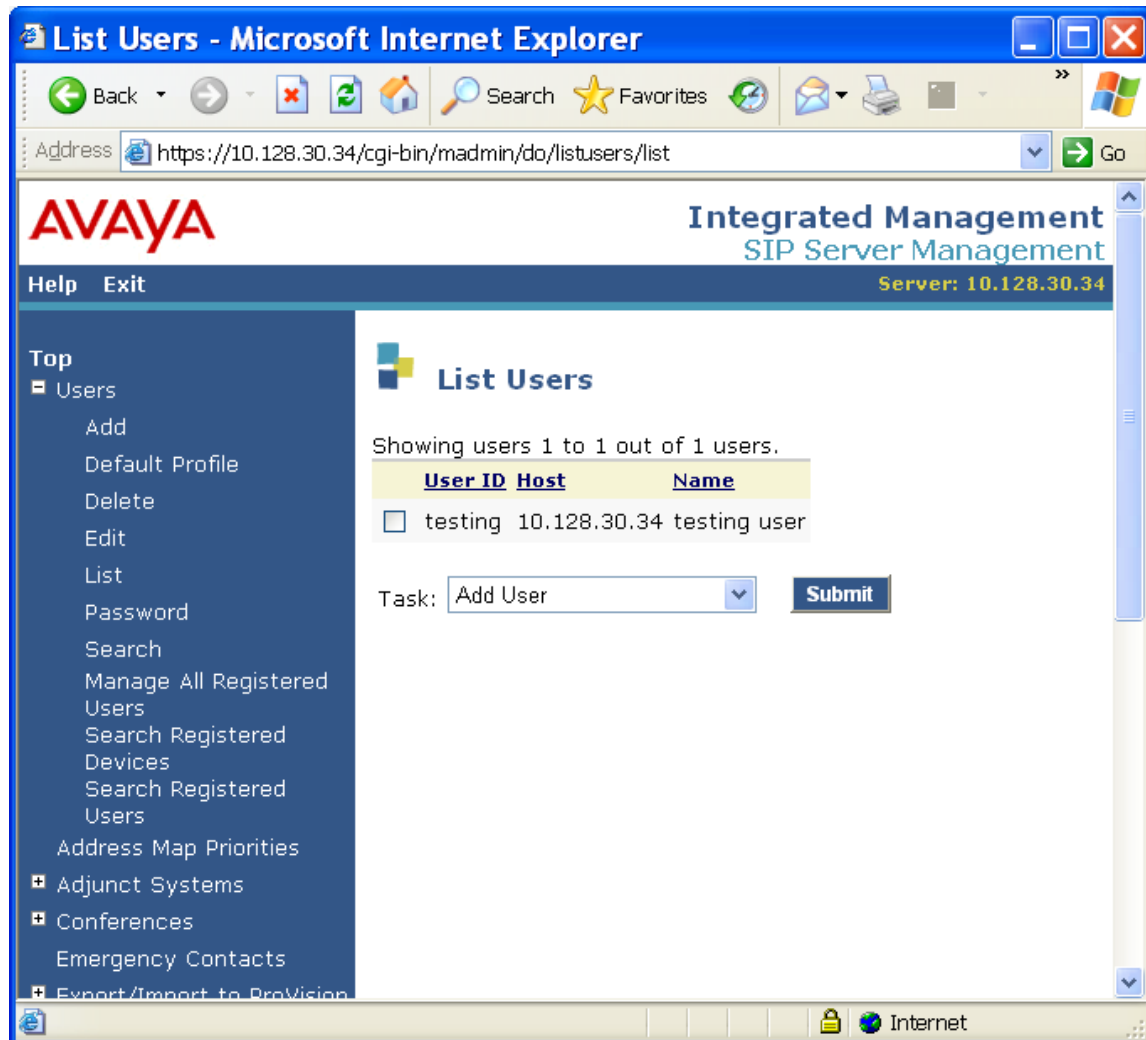 List Users - Microsoft Internet Explorer
Back Search Favorites »
Address https://10.128.30.34/cgi-bin/madmin/do/listusers/list Go
AVAYA
Integrated Management
SIP Server Management
Help Exit
Server: 10.128.30.34
Top
Users
Add
Default Profile
Delete
Edit
List
Password
Search
Manage All Registered
Users
Search Registered
Devices
Search Registered
Users
Address Map Priorities
Adjunct Systems
Conferences
Emergency Contacts
Export/Import to ProVision
List Users
Showing users 1 to 1 out of 1 users.
User ID Host Name
testing 10.128.30.34 testing user
Task: Add User Submit
Internet